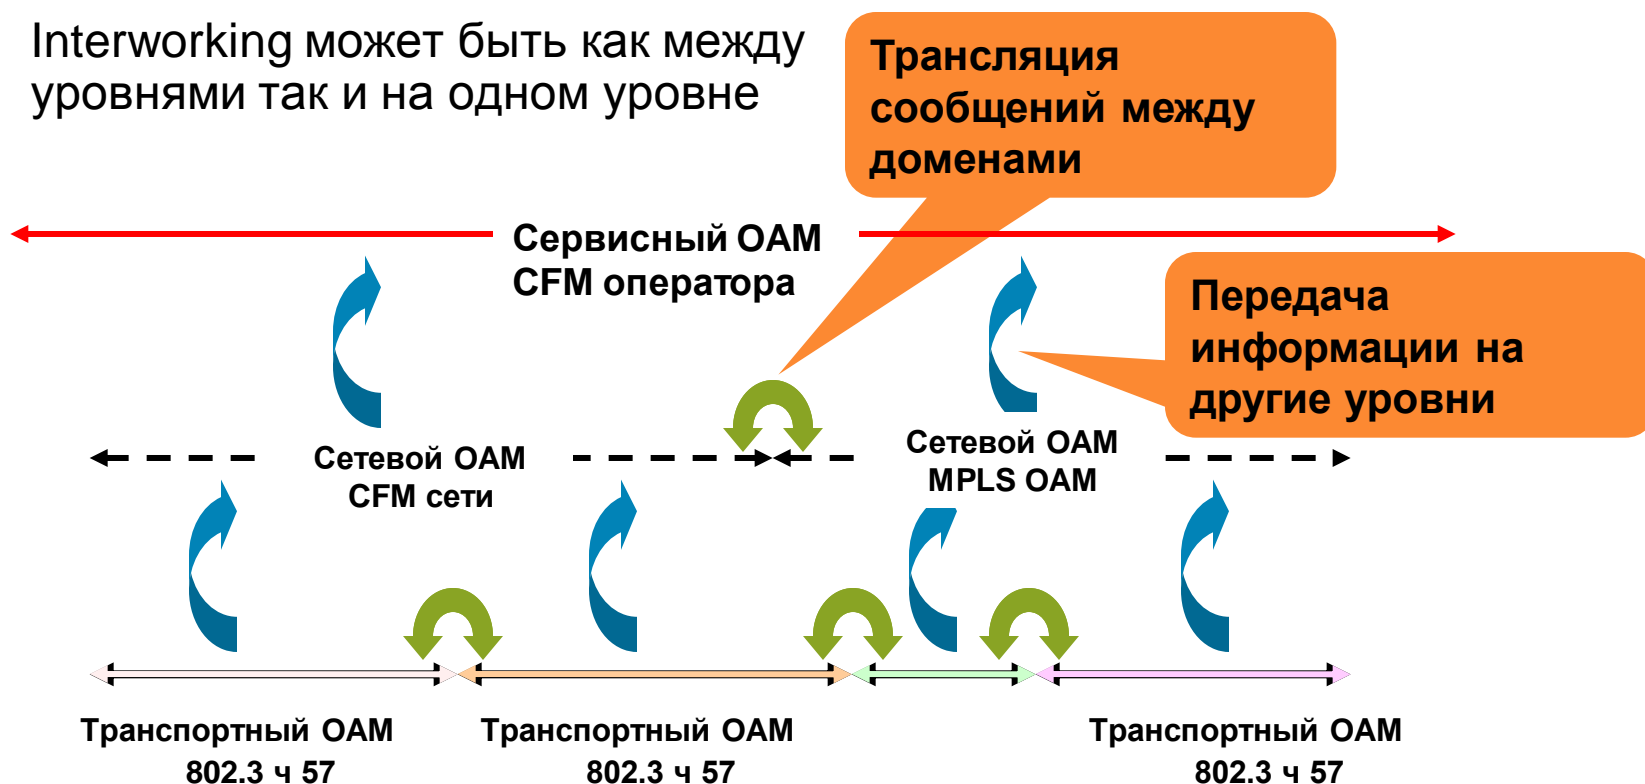 Interworking может быть как между
уровнями так и на одном уровне
Трансляция
сообщений между
доменами
Сервисный OAM
CFM оператора
Передача
информации на
другие уровни
Сетевой OAM
CFM сети
Сетевой OAM
MPLS OAM
Транспортный OAM
802.3 ч 57
Транспортный OAM
802.3 ч 57
Транспортный OAM
802.3 ч 57